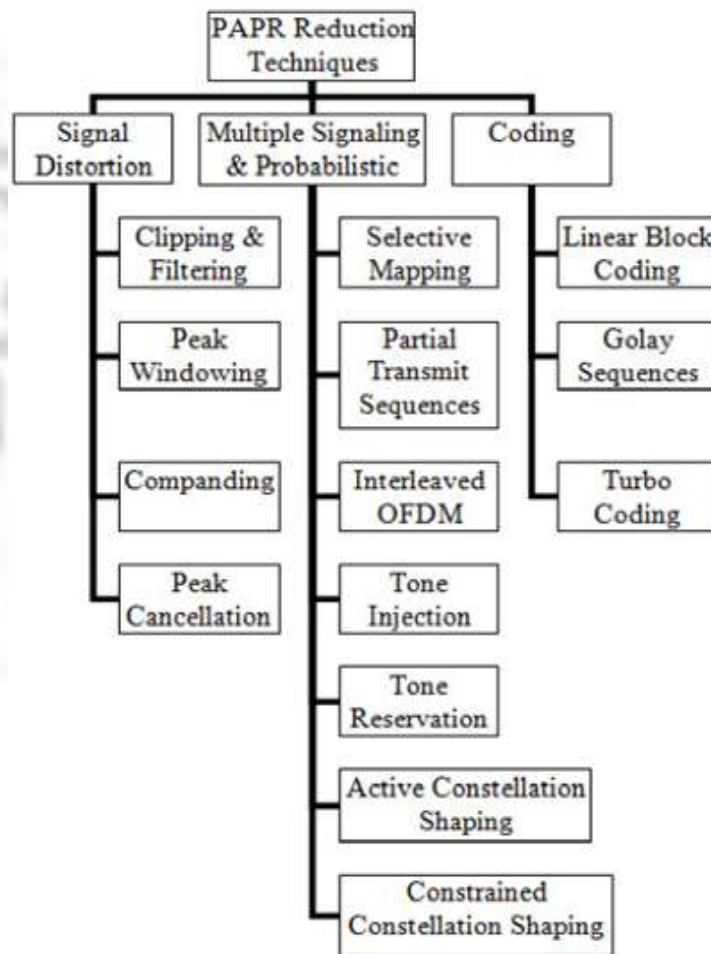 PAPR Reduction
Techniques
Signal
Distortion
Multiple Signaling
& Probabilistic
Coding
Clipping &
Filtering
Peak
Windowing
Companding
Peak
Cancellation
Selective
Mapping
Partial
Transmit
Sequences
Interleaved
OFDM
Tone
Injection
Tone
Reservation
Active Constellation
Shaping
Constrained
Constellation Shaping
Linear Block
Coding
Golay
Sequences
Turbo
Coding